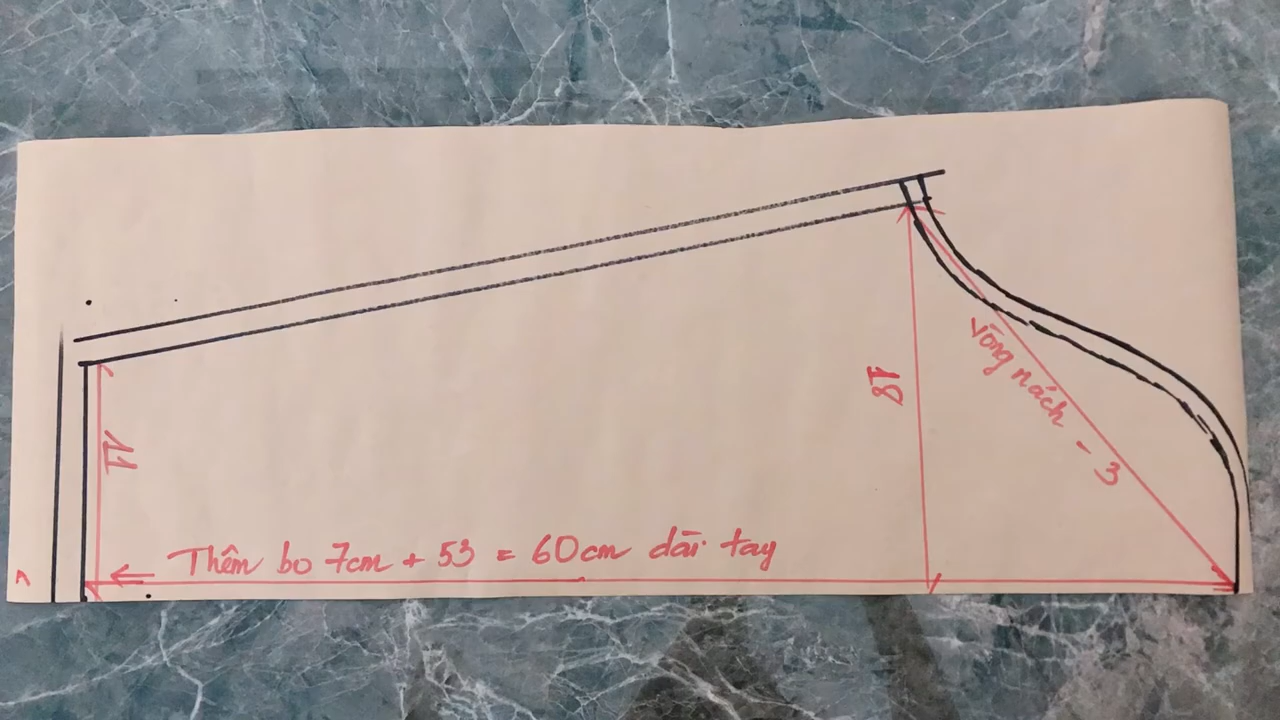 18
Vòng nách - 3
11
Thêm bo 7cm + 53 = 60cm dài tay